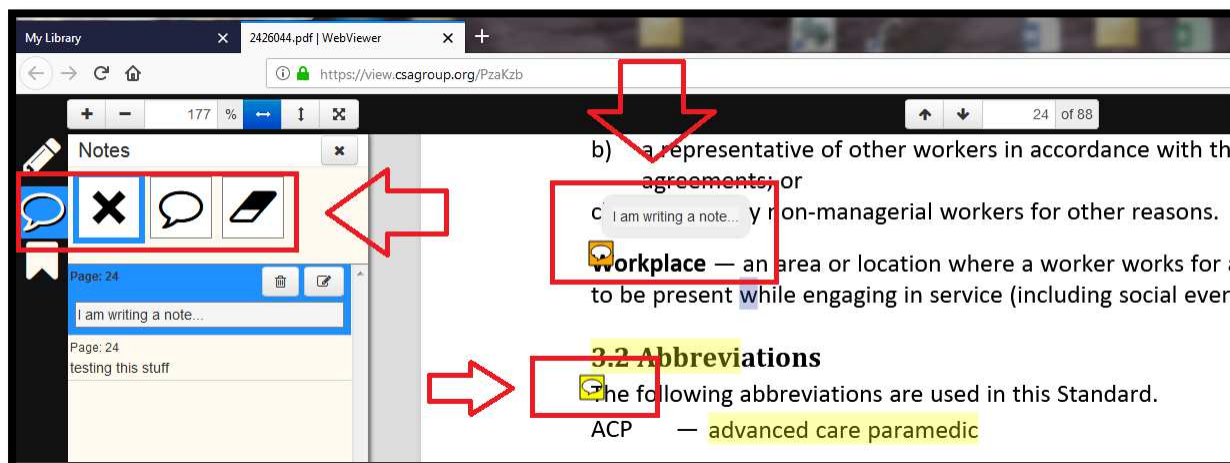 My Library
2426044.pdf | WebViewer
https://view.csagroup.org/PzaKzb
177 %
24 of 88
Notes
Page: 24
I am writing a note...
Page: 24
testing this stuff
b) a representative of other workers in accordance with th
agreements; or
c y non-managerial workers for other reasons.
I am writing a note...
Workplace — an area or location where a worker works for a
to be present while engaging in service (including social ever
3.2 Abbreviations
The following abbreviations are used in this Standard.
ACP — advanced care paramedic